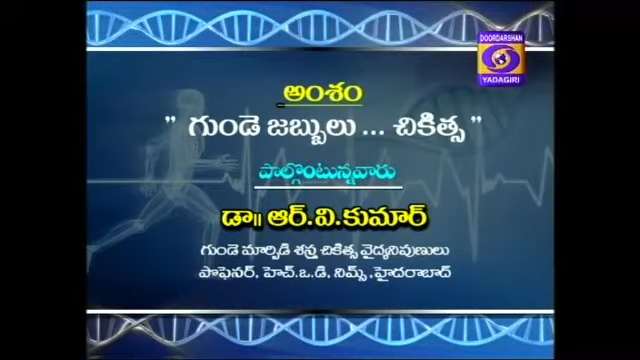 DOORDARSHAN
YADAGIRI
అంశం
" గుండె జబ్బులు ... చికిత్స "
పాల్గొంటున్నవారు
డా॥ ఆర్.వి.కుమార్
గుండె మార్పిడి శస్త్ర చికిత్స వైద్యనిపుణులు
ప్రొఫెసర్, హెచ్.ఒ.డి, నిమ్స్,హైదరాబాద్